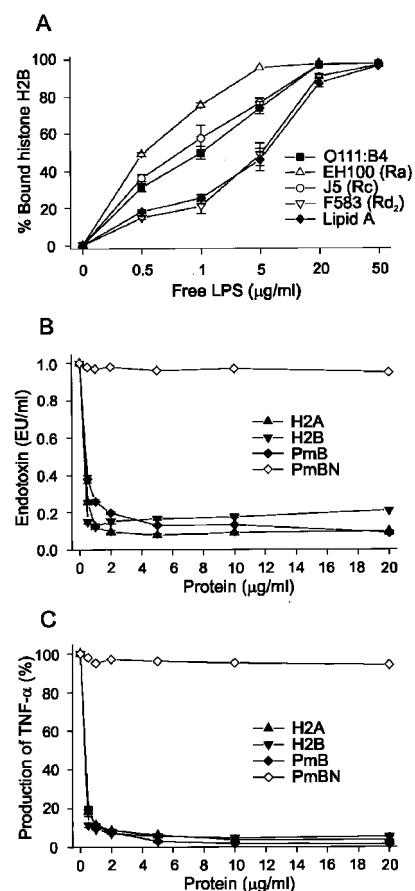 A
% Bound histone H2B
100
80
60
40
20
0
O111:B4
EH100 (Ra)
J5 (Rc)
F583 (Rd₂)
Lipid A
0 0.5 1 5 20 50
Free LPS (μg/ml)
B
Endotoxin (EU/ml)
1.0
0.8
0.6
0.4
0.2
0.0
H2A
H2B
PmB
PmBN
0 2 4 6 8 10 12 14 16 18 20
Protein (μg/ml)
C
Production of TNF-α (%)
100
80
60
40
20
0
H2A
H2B
PmB
PmBN
0 2 4 6 8 10 12 14 16 18 20
Protein (μg/ml)